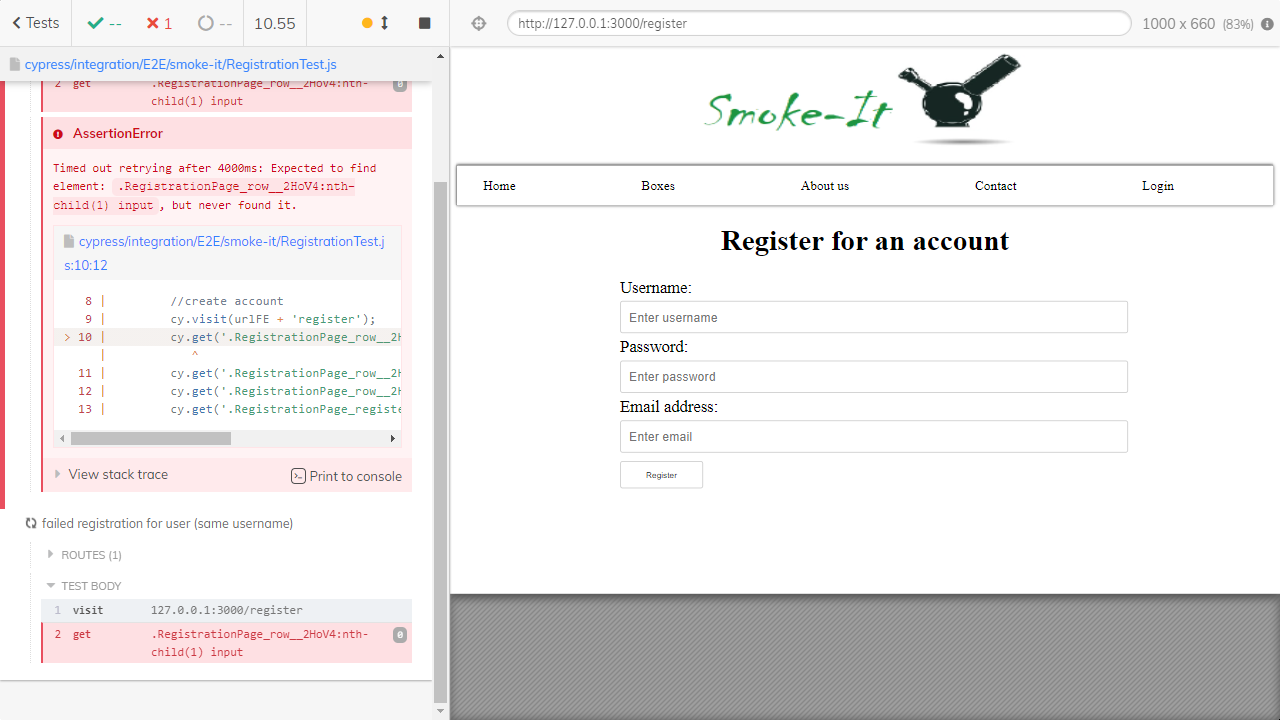 Tests
--
1
--
10.55
http://127.0.0.1:3000/register
1000 x 660 (83%)
cypress/integration/E2E/smoke-it/RegistrationTest.js
2 get .RegistrationPage_row__2HoV4:nth-
child(1) input
0
AssertionError
Timed out retrying after 4000ms: Expected to find
element: .RegistrationPage_row__2HoV4:nth-
child(1) input, but never found it.
cypress/integration/E2E/smoke-it/RegistrationTest.j
s:10:12
8 | //create account
9 | cy.visit(urlFE + 'register');
> 10 | cy.get('.RegistrationPage_row__2H
| ^
11 | cy.get('.RegistrationPage_row__2H
12 | cy.get('.RegistrationPage_row__2H
13 | cy.get('.RegistrationPage_registe
View stack trace
Print to console
failed registration for user (same username)
ROUTES (1)
TEST BODY
1 visit 127.0.0.1:3000/register
2 get .RegistrationPage_row__2HoV4:nth-
child(1) input
0
Smoke-It
Home
Boxes
About us
Contact
Login
Register for an account
Username:
Enter username
Password:
Enter password
Email address:
Enter email
Register